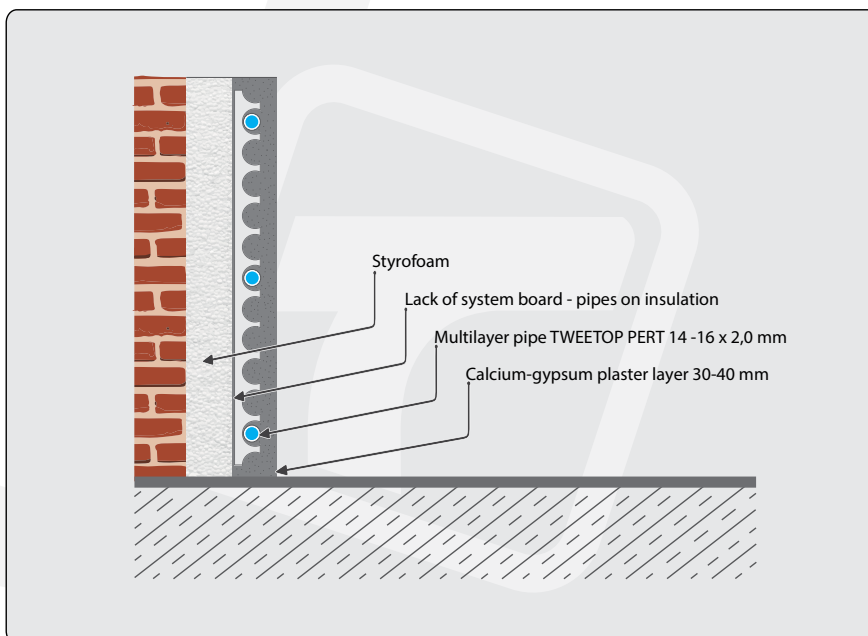 Styrofoam
Lack of system board - pipes on insulation
Multilayer pipe TWEETOP PERT 14 -16 x 2,0 mm
Calcium-gypsum plaster layer 30-40 mm